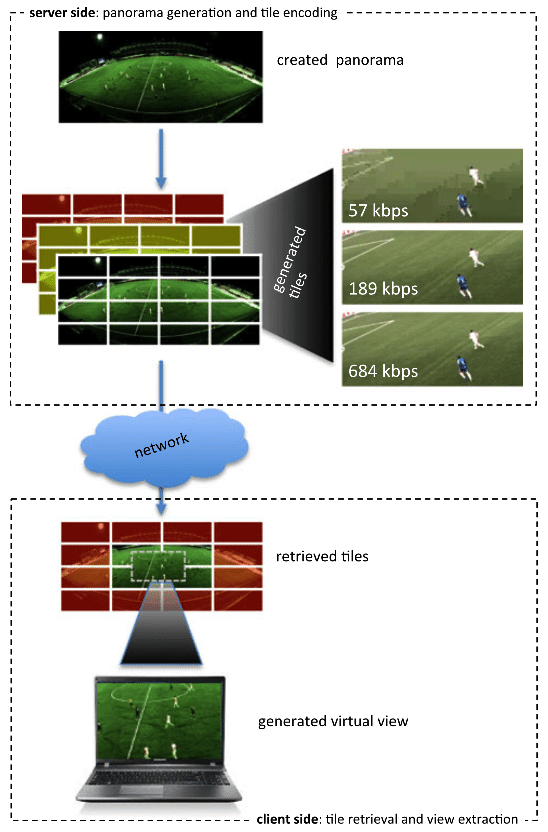 server side: panorama generation and tile encoding
created panorama
generated
tiles
57 kbps
189 kbps
684 kbps
network
retrieved tiles
generated virtual view
client side: tile retrieval and view extraction